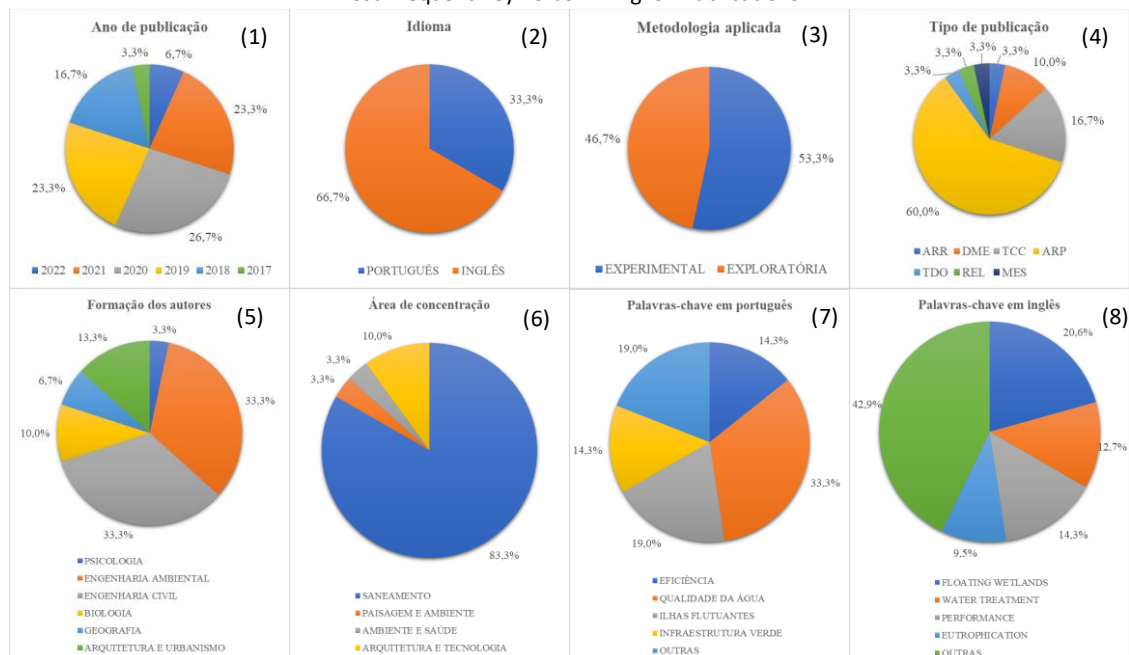 Ano de publicação
(1)
3,3%
6,7%
16,7%
23,3%
23,3%
26,7%
2022 2021 2020 2019 2018 2017
Idioma
(2)
33,3%
66,7%
PORTUGUÊS INGLÊS
Metodologia aplicada
(3)
46,7%
53,3%
EXPERIMENTAL EXPLORATÓRIA
Tipo de publicação
(4)
3,3%
3,3%
3,3%
3,3%
10,0%
16,7%
60,0%
ARR DME TCC ARP
TDO REL MES
Formação dos autores
(5)
13,3%
3,3%
6,7%
33,3%
10,0%
33,3%
PSICOLOGIA
ENGENHARIA AMBIENTAL
ENGENHARIA CIVIL
BIOLOGIA
GEOGRAFIA
ARQUITETURA E URBANISMO
Área de concentração
(6)
10,0%
3,3%
3,3%
83,3%
SANEAMENTO
PAISAGEM E AMBIENTE
AMBIENTE E SAÚDE
ARQUITETURA E TECNOLOGIA
Palavras-chave em português
(7)
19,0%
14,3%
14,3%
33,3%
19,0%
EFICIÊNCIA
QUALIDADE DA ÁGUA
ILHAS FLUTUANTES
INFRAESTRUTURA VERDE
OUTRAS
Palavras-chave em inglês
(8)
20,6%
42,9%
12,7%
14,3%
9,5%
FLOATING WETLANDS
WATER TREATMENT
PERFORMANCE
EUTROPHICATION
OUTRAS